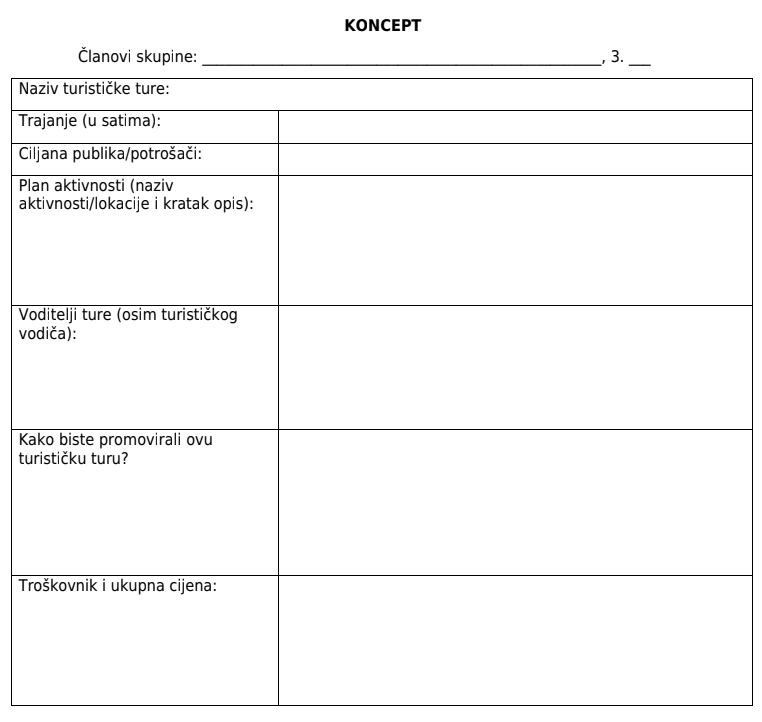 KONCEPT
Članovi skupine: _______________________________________________________, 3. ___
Naziv turističke ture:
Trajanje (u satima):
Ciljana publika/potrošači:
Plan aktivnosti (naziv
aktivnosti/lokacije i kratak opis):
Voditelji ture (osim turističkog
vodiča):
Kako biste promovirali ovu
turističku turu?
Troškovnik i ukupna cijena: